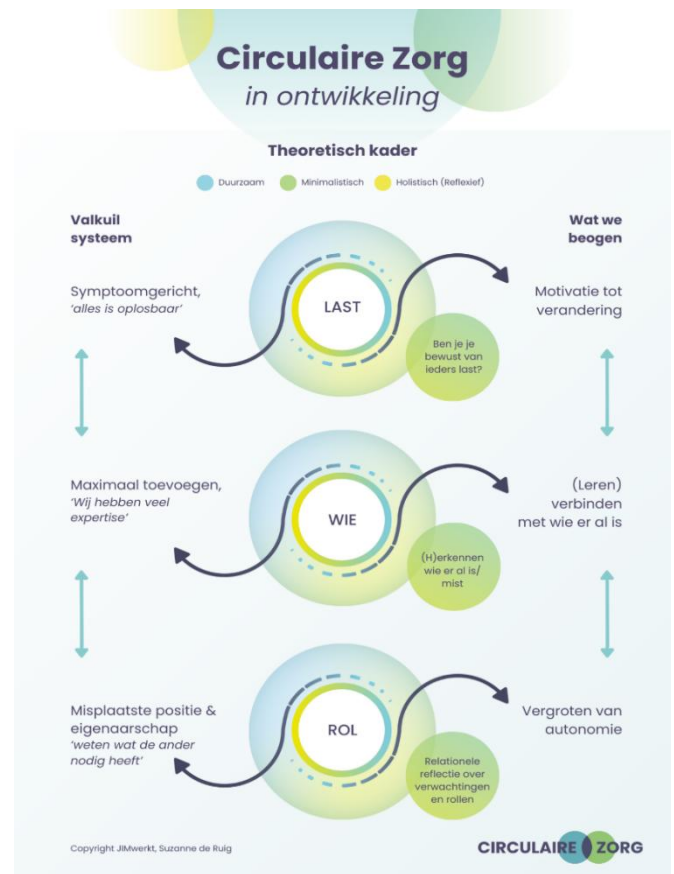 Circulaire Zorg
in ontwikkeling
Theoretisch kader
Duurzaam
Minimalistisch
Holistisch (Reflexief)
Valkuil
systeem
Wat we
beogen
Symptoomgericht,
‘alles is oplosbaar’
LAST
Ben je je
bewust van
ieders last?
Motivatie tot
verandering
Maximaal toevoegen,
‘Wij hebben veel
expertise’
WIE
(H)erkennen
wie er al is/
mist
(Leren)
verbinden
met wie er al is
Misplaatste positie &
eigenaarschap
‘weten wat de ander
nodig heeft’
ROL
Relationele
reflectie over
verwachtingen
en rollen
Vergroten van
autonomie
Copyright JIMwerkt, Suzanne de Ruig
CIRCULAIRE ZORG